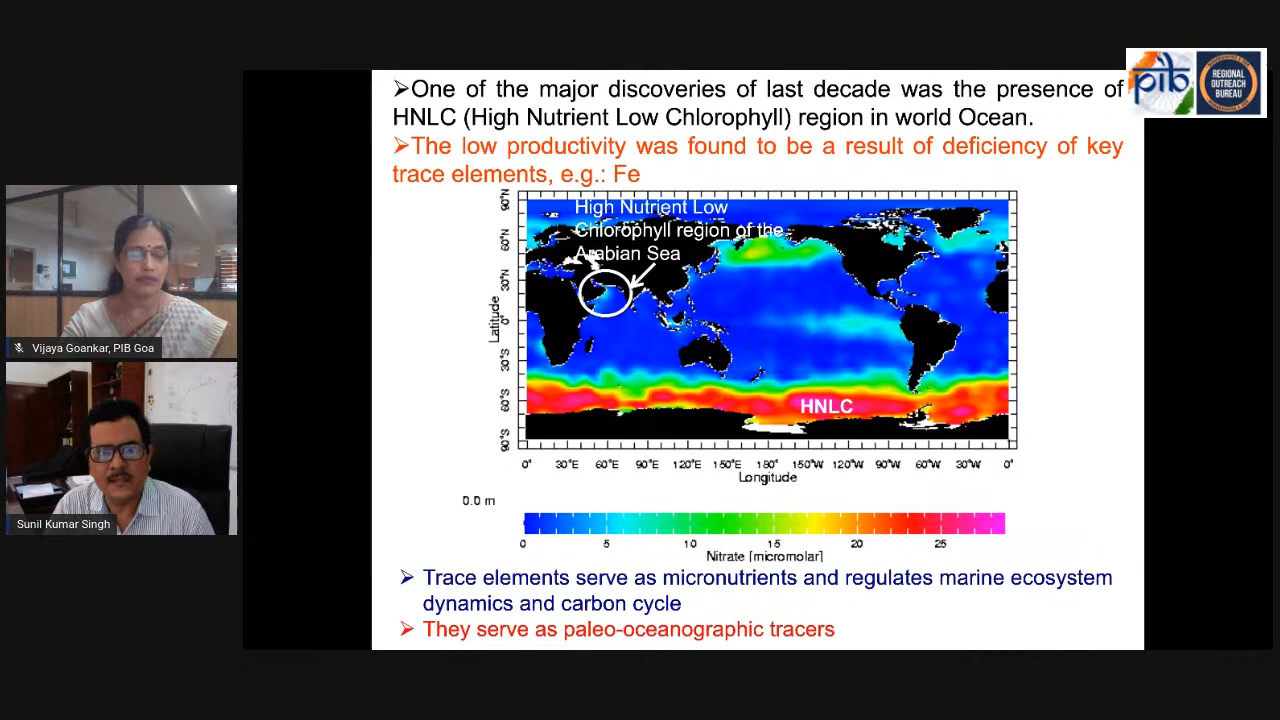 ➢One of the major discoveries of last decade was the presence of
HNLC (High Nutrient Low Chlorophyll) region in world Ocean.
➢The low productivity was found to be a result of deficiency of key
trace elements, e.g.: Fe
pib
REGIONAL
OUTREACH
BUREAU
High Nutrient Low
Chlorophyll region of the
Arabian Sea
90°N
60°N
30°N
0°
30°S
60°S
90°S
Latitude
HNLC
0° 30°E 60°E 90°E 120°E 150°E 180° 150°W 120°W 90°W 60°W 30°W 0°
Longitude
0.0 m
0 5 10 15 20 25
Nitrate [micromolar]
➢ Trace elements serve as micronutrients and regulates marine ecosystem
dynamics and carbon cycle
➢ They serve as paleo-oceanographic tracers
Vijaya Goankar, PIB Goa
Sunil Kumar Singh